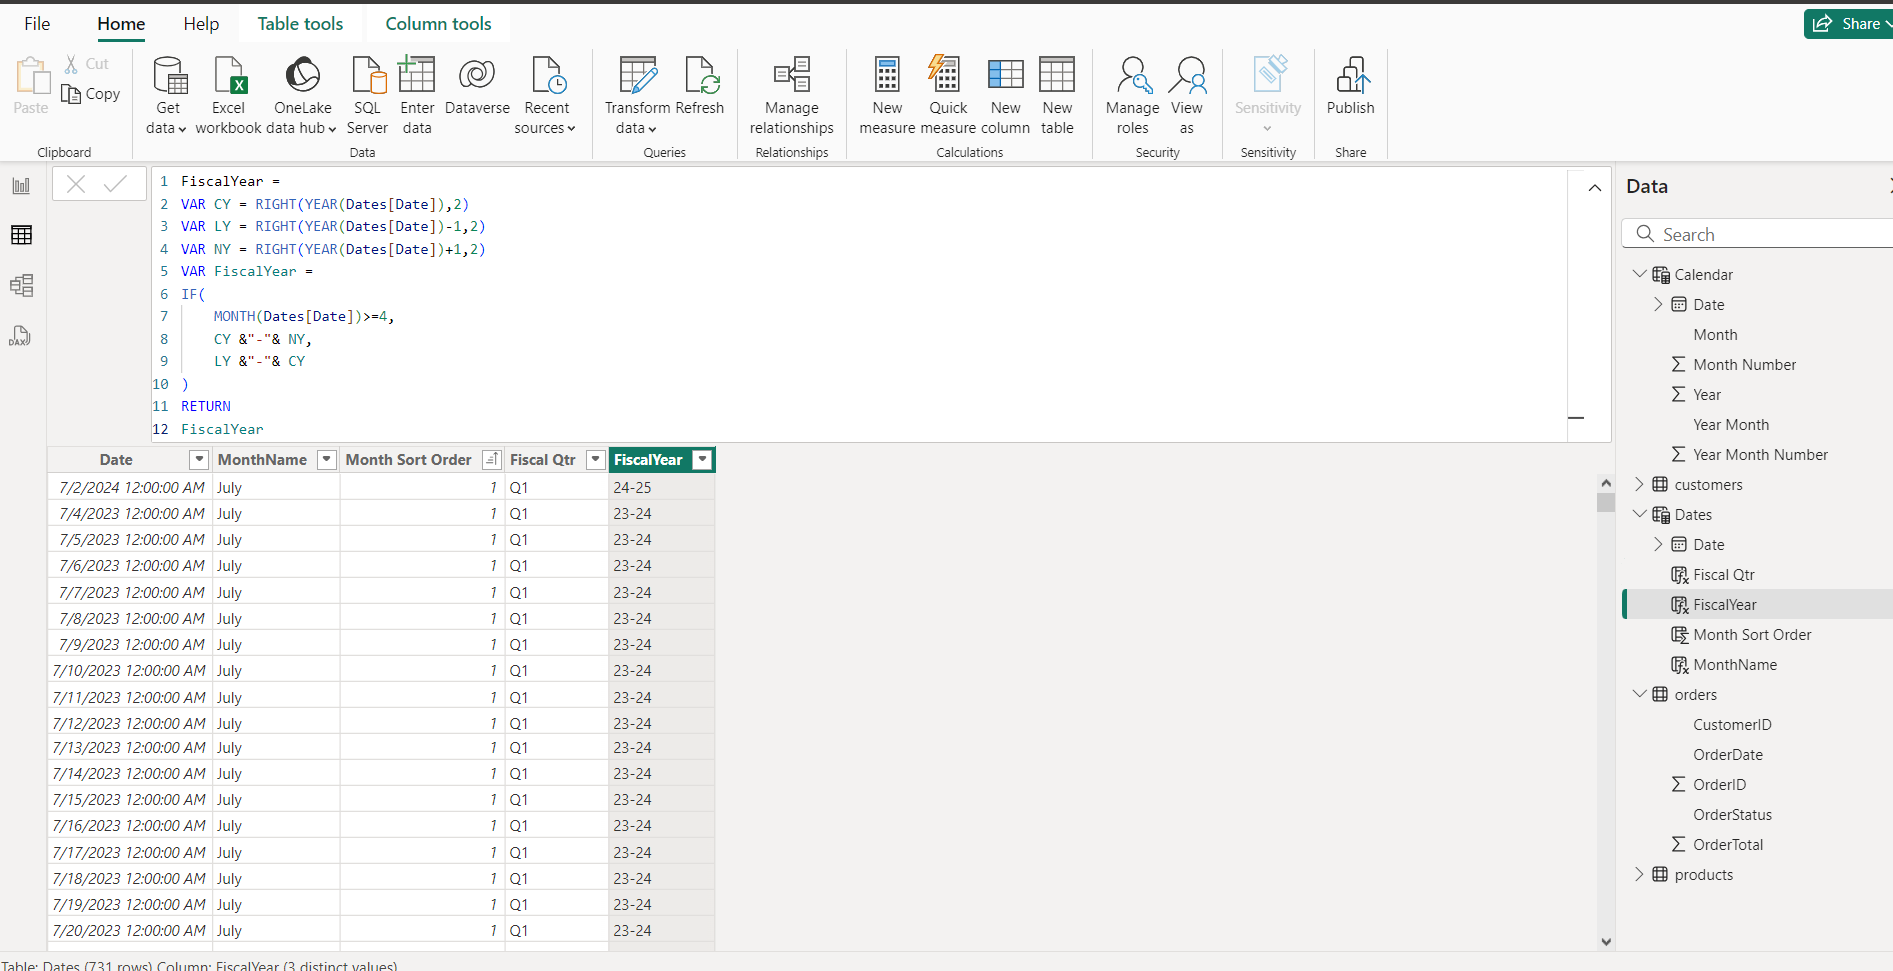 File Home Help Table tools Column tools Share
Paste Cut Copy
Get data Excel workbook OneLake data hub SQL Server Enter data Dataverse Recent sources Transform data Refresh Manage relationships New measure Quick measure New column New table Manage roles View as Sensitivity Publish
Clipboard Data Queries Relationships Calculations Security Sensitivity Share
1 FiscalYear =
2 VAR CY = RIGHT(YEAR(Dates[Date]),2)
3 VAR LY = RIGHT(YEAR(Dates[Date])-1,2)
4 VAR NY = RIGHT(YEAR(Dates[Date])+1,2)
5 VAR FiscalYear =
6 IF(
7 MONTH(Dates[Date])>=4,
8 CY &"-"& NY,
9 LY &"-"& CY
10 )
11 RETURN
12 FiscalYear
Date MonthName Month Sort Order Fiscal Qtr FiscalYear
7/2/2024 12:00:00 AM July 1 Q1 24-25
7/4/2023 12:00:00 AM July 1 Q1 23-24
7/5/2023 12:00:00 AM July 1 Q1 23-24
7/6/2023 12:00:00 AM July 1 Q1 23-24
7/7/2023 12:00:00 AM July 1 Q1 23-24
7/8/2023 12:00:00 AM July 1 Q1 23-24
7/9/2023 12:00:00 AM July 1 Q1 23-24
7/10/2023 12:00:00 AM July 1 Q1 23-24
7/11/2023 12:00:00 AM July 1 Q1 23-24
7/12/2023 12:00:00 AM July 1 Q1 23-24
7/13/2023 12:00:00 AM July 1 Q1 23-24
7/14/2023 12:00:00 AM July 1 Q1 23-24
7/15/2023 12:00:00 AM July 1 Q1 23-24
7/16/2023 12:00:00 AM July 1 Q1 23-24
7/17/2023 12:00:00 AM July 1 Q1 23-24
7/18/2023 12:00:00 AM July 1 Q1 23-24
7/19/2023 12:00:00 AM July 1 Q1 23-24
7/20/2023 12:00:00 AM July 1 Q1 23-24
Table: Dates (731 rows) Column: FiscalYear (3 distinct values)
Data
Search
Calendar
Date
Month
Month Number
Year
Year Month
Year Month Number
customers
Dates
Date
Fiscal Qtr
FiscalYear
Month Sort Order
MonthName
orders
CustomerID
OrderDate
OrderID
OrderStatus
OrderTotal
products
DAX